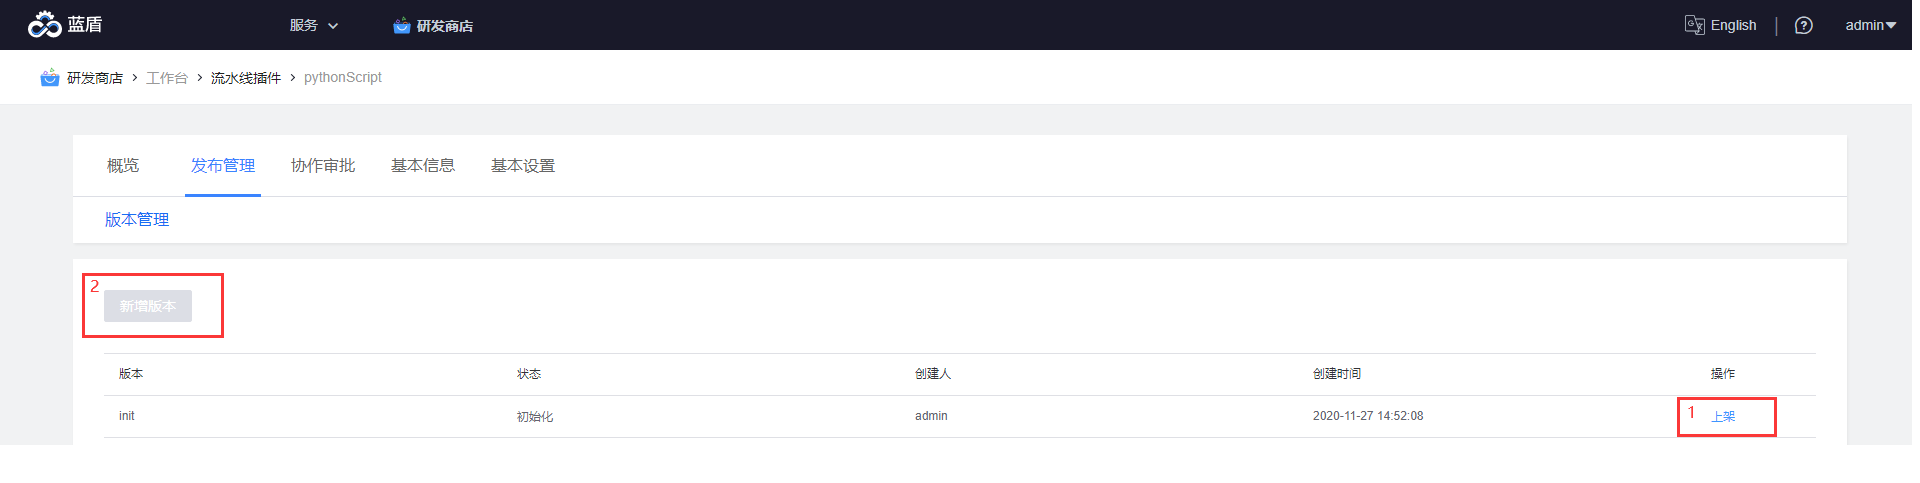 蓝盾 服务 研发商店 English admin
研发商店 > 工作台 > 流水线插件 > pythonScript
概览 发布管理 协作审批 基本信息 基本设置
版本管理
2
新增版本
版本 状态 创建人 创建时间 操作
init 初始化 admin 2020-11-27 14:52:08 1 上架